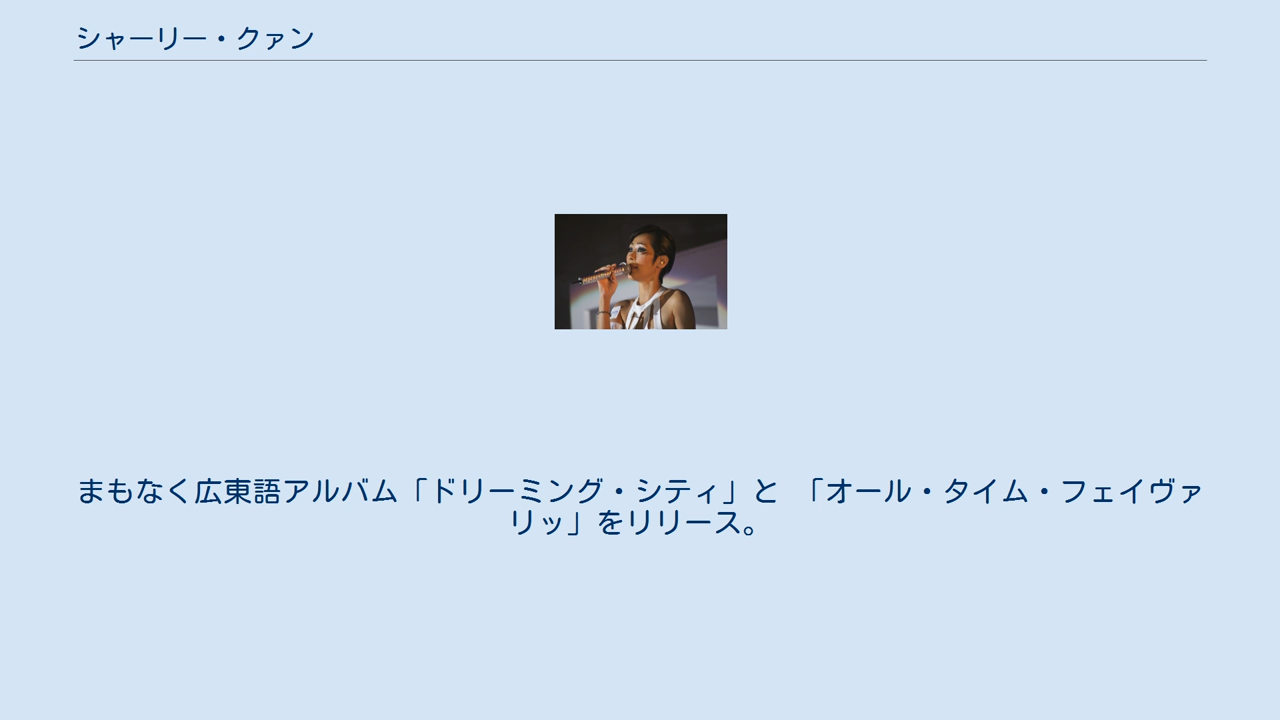 シャーリー・クァン
まもなく広東語アルバム「ドリーミング・シティ」と 「オール・タイム・フェイヴァ
リッ」をリリース。